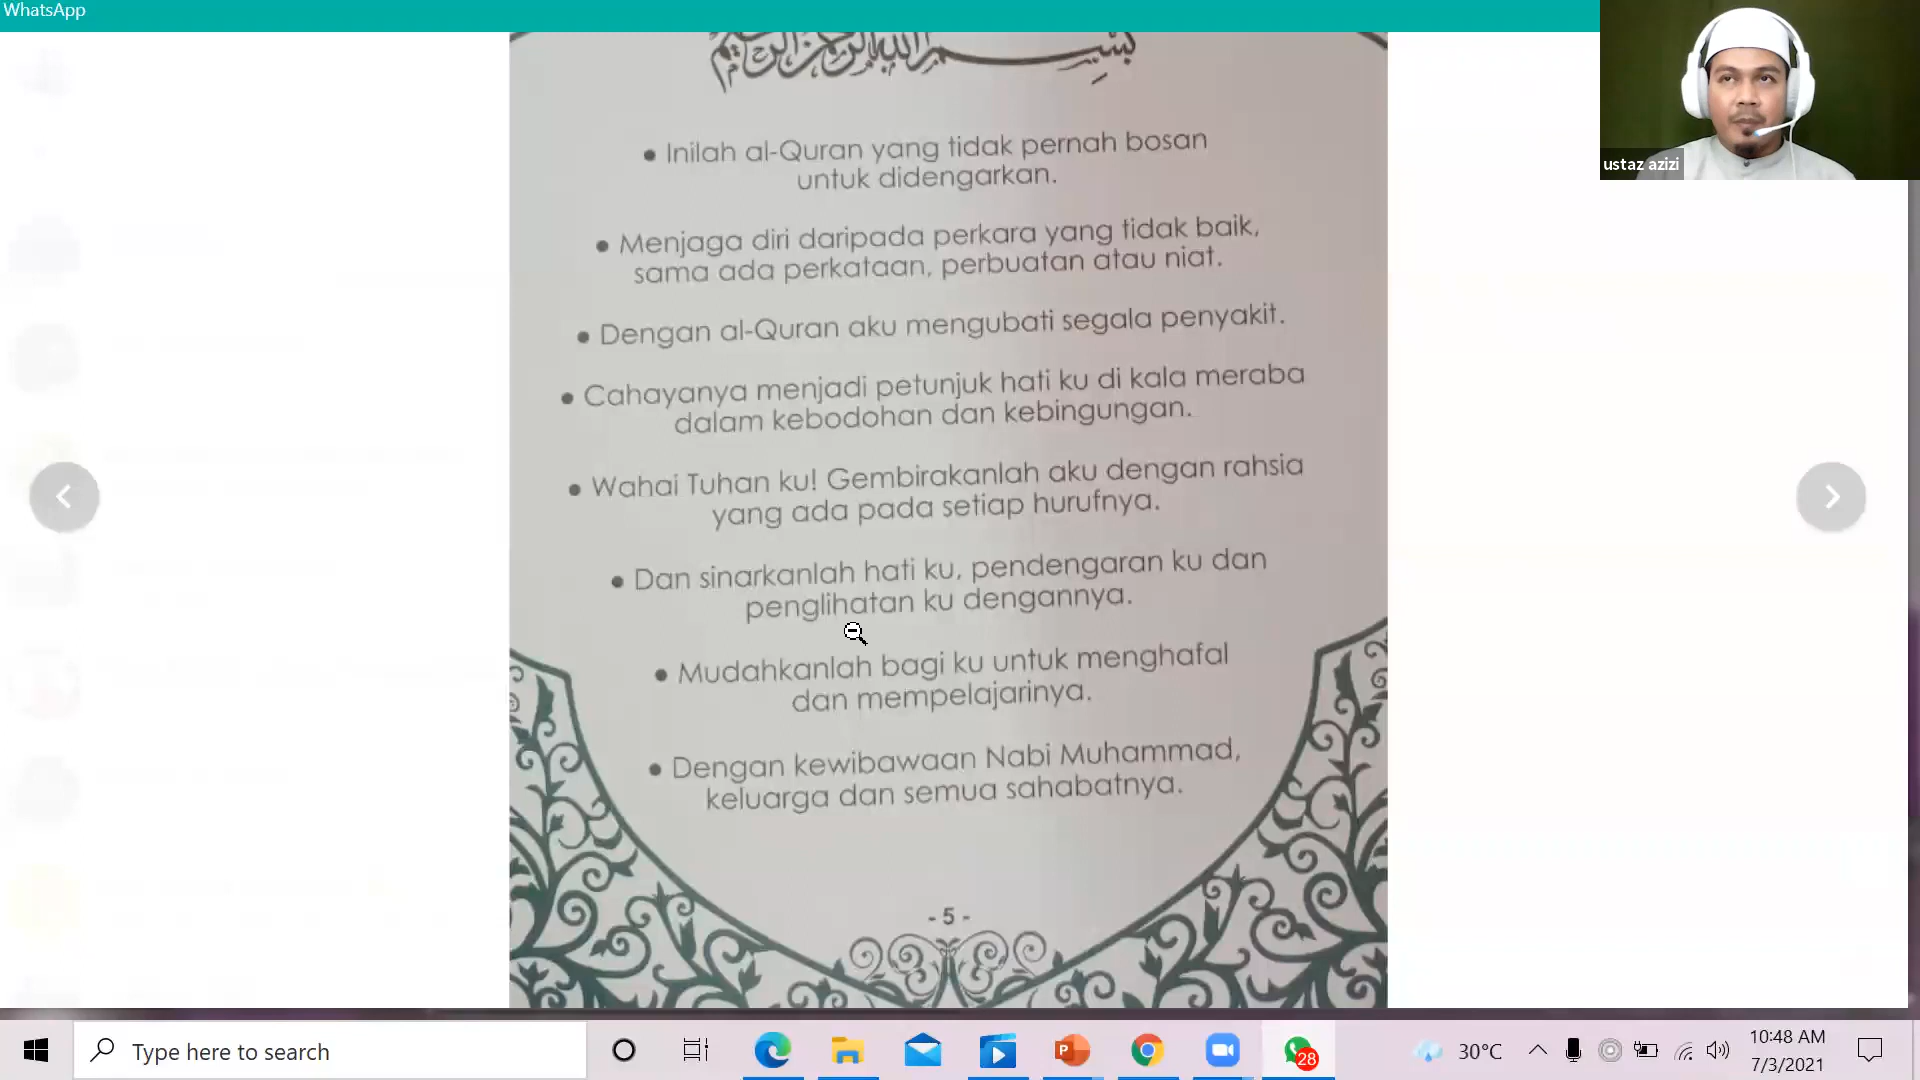 WhatsApp
ustaz azizi
بسم الله الرحمن الرحيم
• Inilah al-Quran yang tidak pernah bosan
untuk didengarkan.
• Menjaga diri daripada perkara yang tidak baik,
sama ada perkataan, perbuatan atau niat.
• Dengan al-Quran aku mengubati segala penyakit.
• Cahayanya menjadi petunjuk hati ku di kala meraba
dalam kebodohan dan kebingungan.
• Wahai Tuhan ku! Gembirakanlah aku dengan rahsia
yang ada pada setiap hurufnya.
• Dan sinarkanlah hati ku, pendengaran ku dan
penglihatan ku dengannya.
• Mudahkanlah bagi ku untuk menghafal
dan mempelajarinya.
• Dengan kewibawaan Nabi Muhammad,
keluarga dan semua sahabatnya.
- 5 -
Type here to search
28
30°C
10:48 AM
7/3/2021